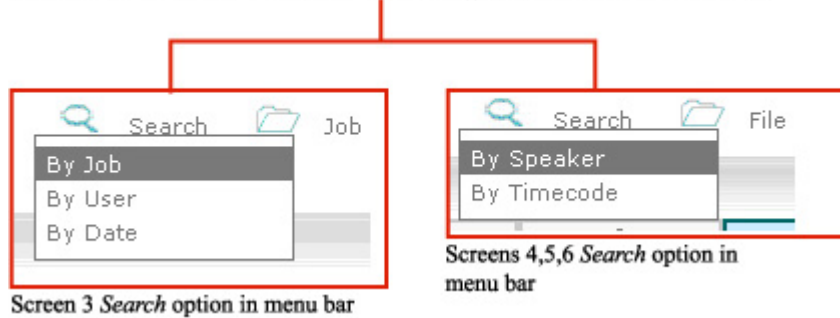 Search Job
By Job
By User
By Date
Screen 3 Search option in menu bar
Search File
By Speaker
By Timecode
Screens 4,5,6 Search option in
menu bar